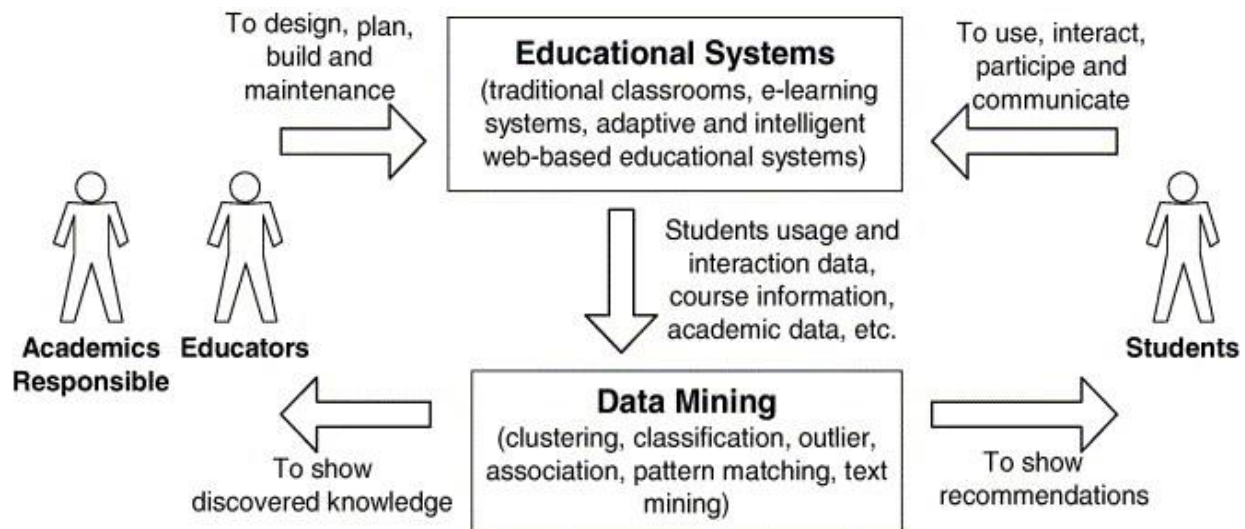 To design, plan,
build and
maintenance
Educational Systems
(traditional classrooms, e-learning
systems, adaptive and intelligent
web-based educational systems)
To use, interact,
participe and
communicate
Students usage and
interaction data,
course information,
academic data, etc.
Academics
Responsible
Educators
Students
Data Mining
(clustering, classification, outlier,
association, pattern matching, text
mining)
To show
discovered knowledge
To show
recommendations